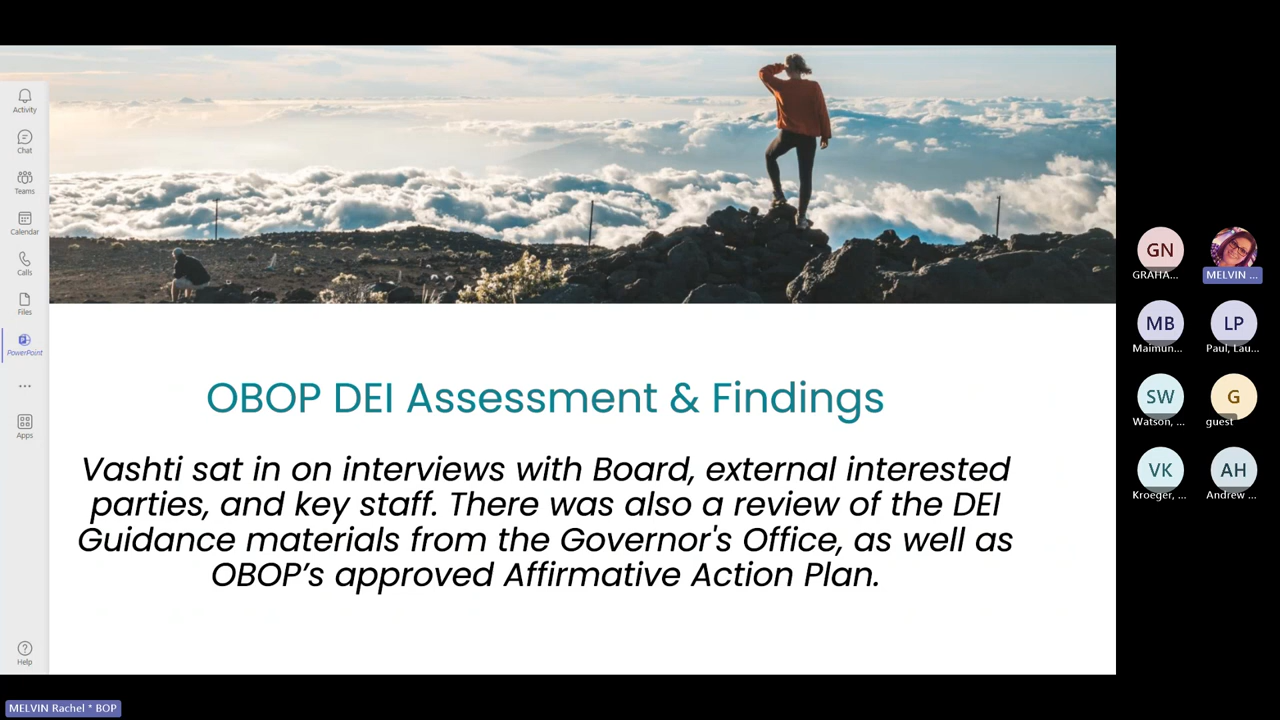 Activity
Chat
Teams
Calendar
Calls
Files
PowerPoint
Apps
Help
OBOP DEI Assessment & Findings
Vashti sat in on interviews with Board, external interested
parties, and key staff. There was also a review of the DEI
Guidance materials from the Governor's Office, as well as
OBOP’s approved Affirmative Action Plan.
GN
GRAHA...
MELVIN ...
MB
Maimun...
LP
Paul, Lau...
SW
Watson, ...
G
guest
VK
Kroeger, ...
AH
Andrew ...
MELVIN Rachel * BOP